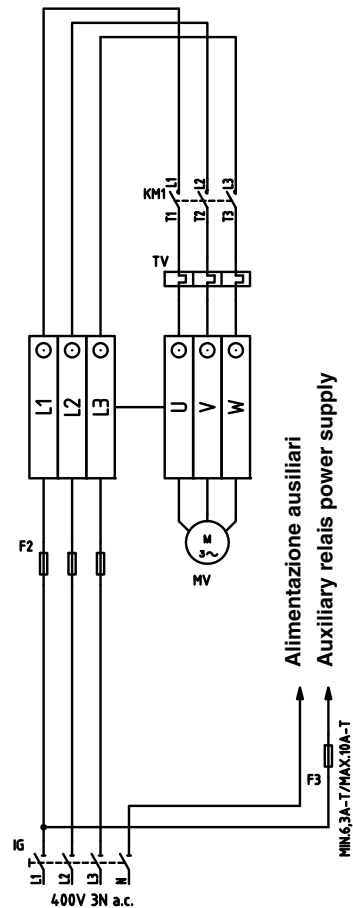 L1
L2
L3
KM1
T1
T2
T3
TV
L1
L2
L3
U
V
W
F2
M
3~
MV
Alimentazione ausiliari
Auxiliary relais power supply
F3
MIN.6,3A-T/MAX.10A-T
IG
L1
L2
L3
N
400V 3N a.c.